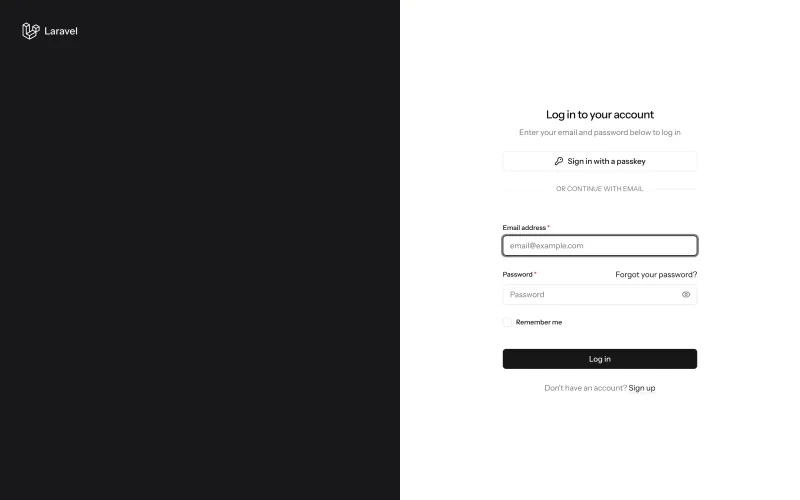 Laravel
Log in to your account
Enter your email and password below to log in
Sign in with a passkey
OR CONTINUE WITH EMAIL
Email address *
email@example.com
Password * Forgot your password?
Password
Remember me
Log in
Don't have an account? Sign up